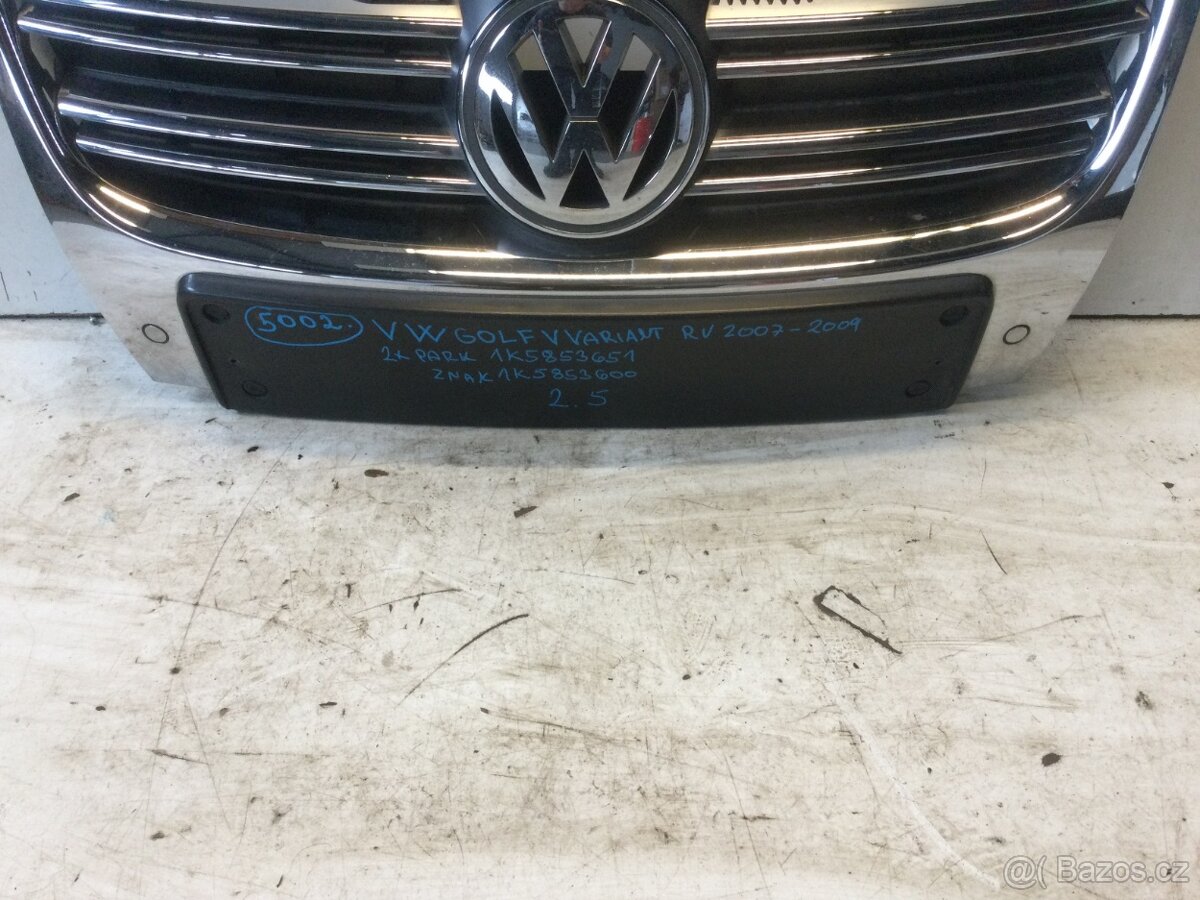 5002. VW GOLF V VARIANT RV 2007-2009
2X PARK 1K5853651
ZNAK 1K5853600
2.5
Bazos.cz